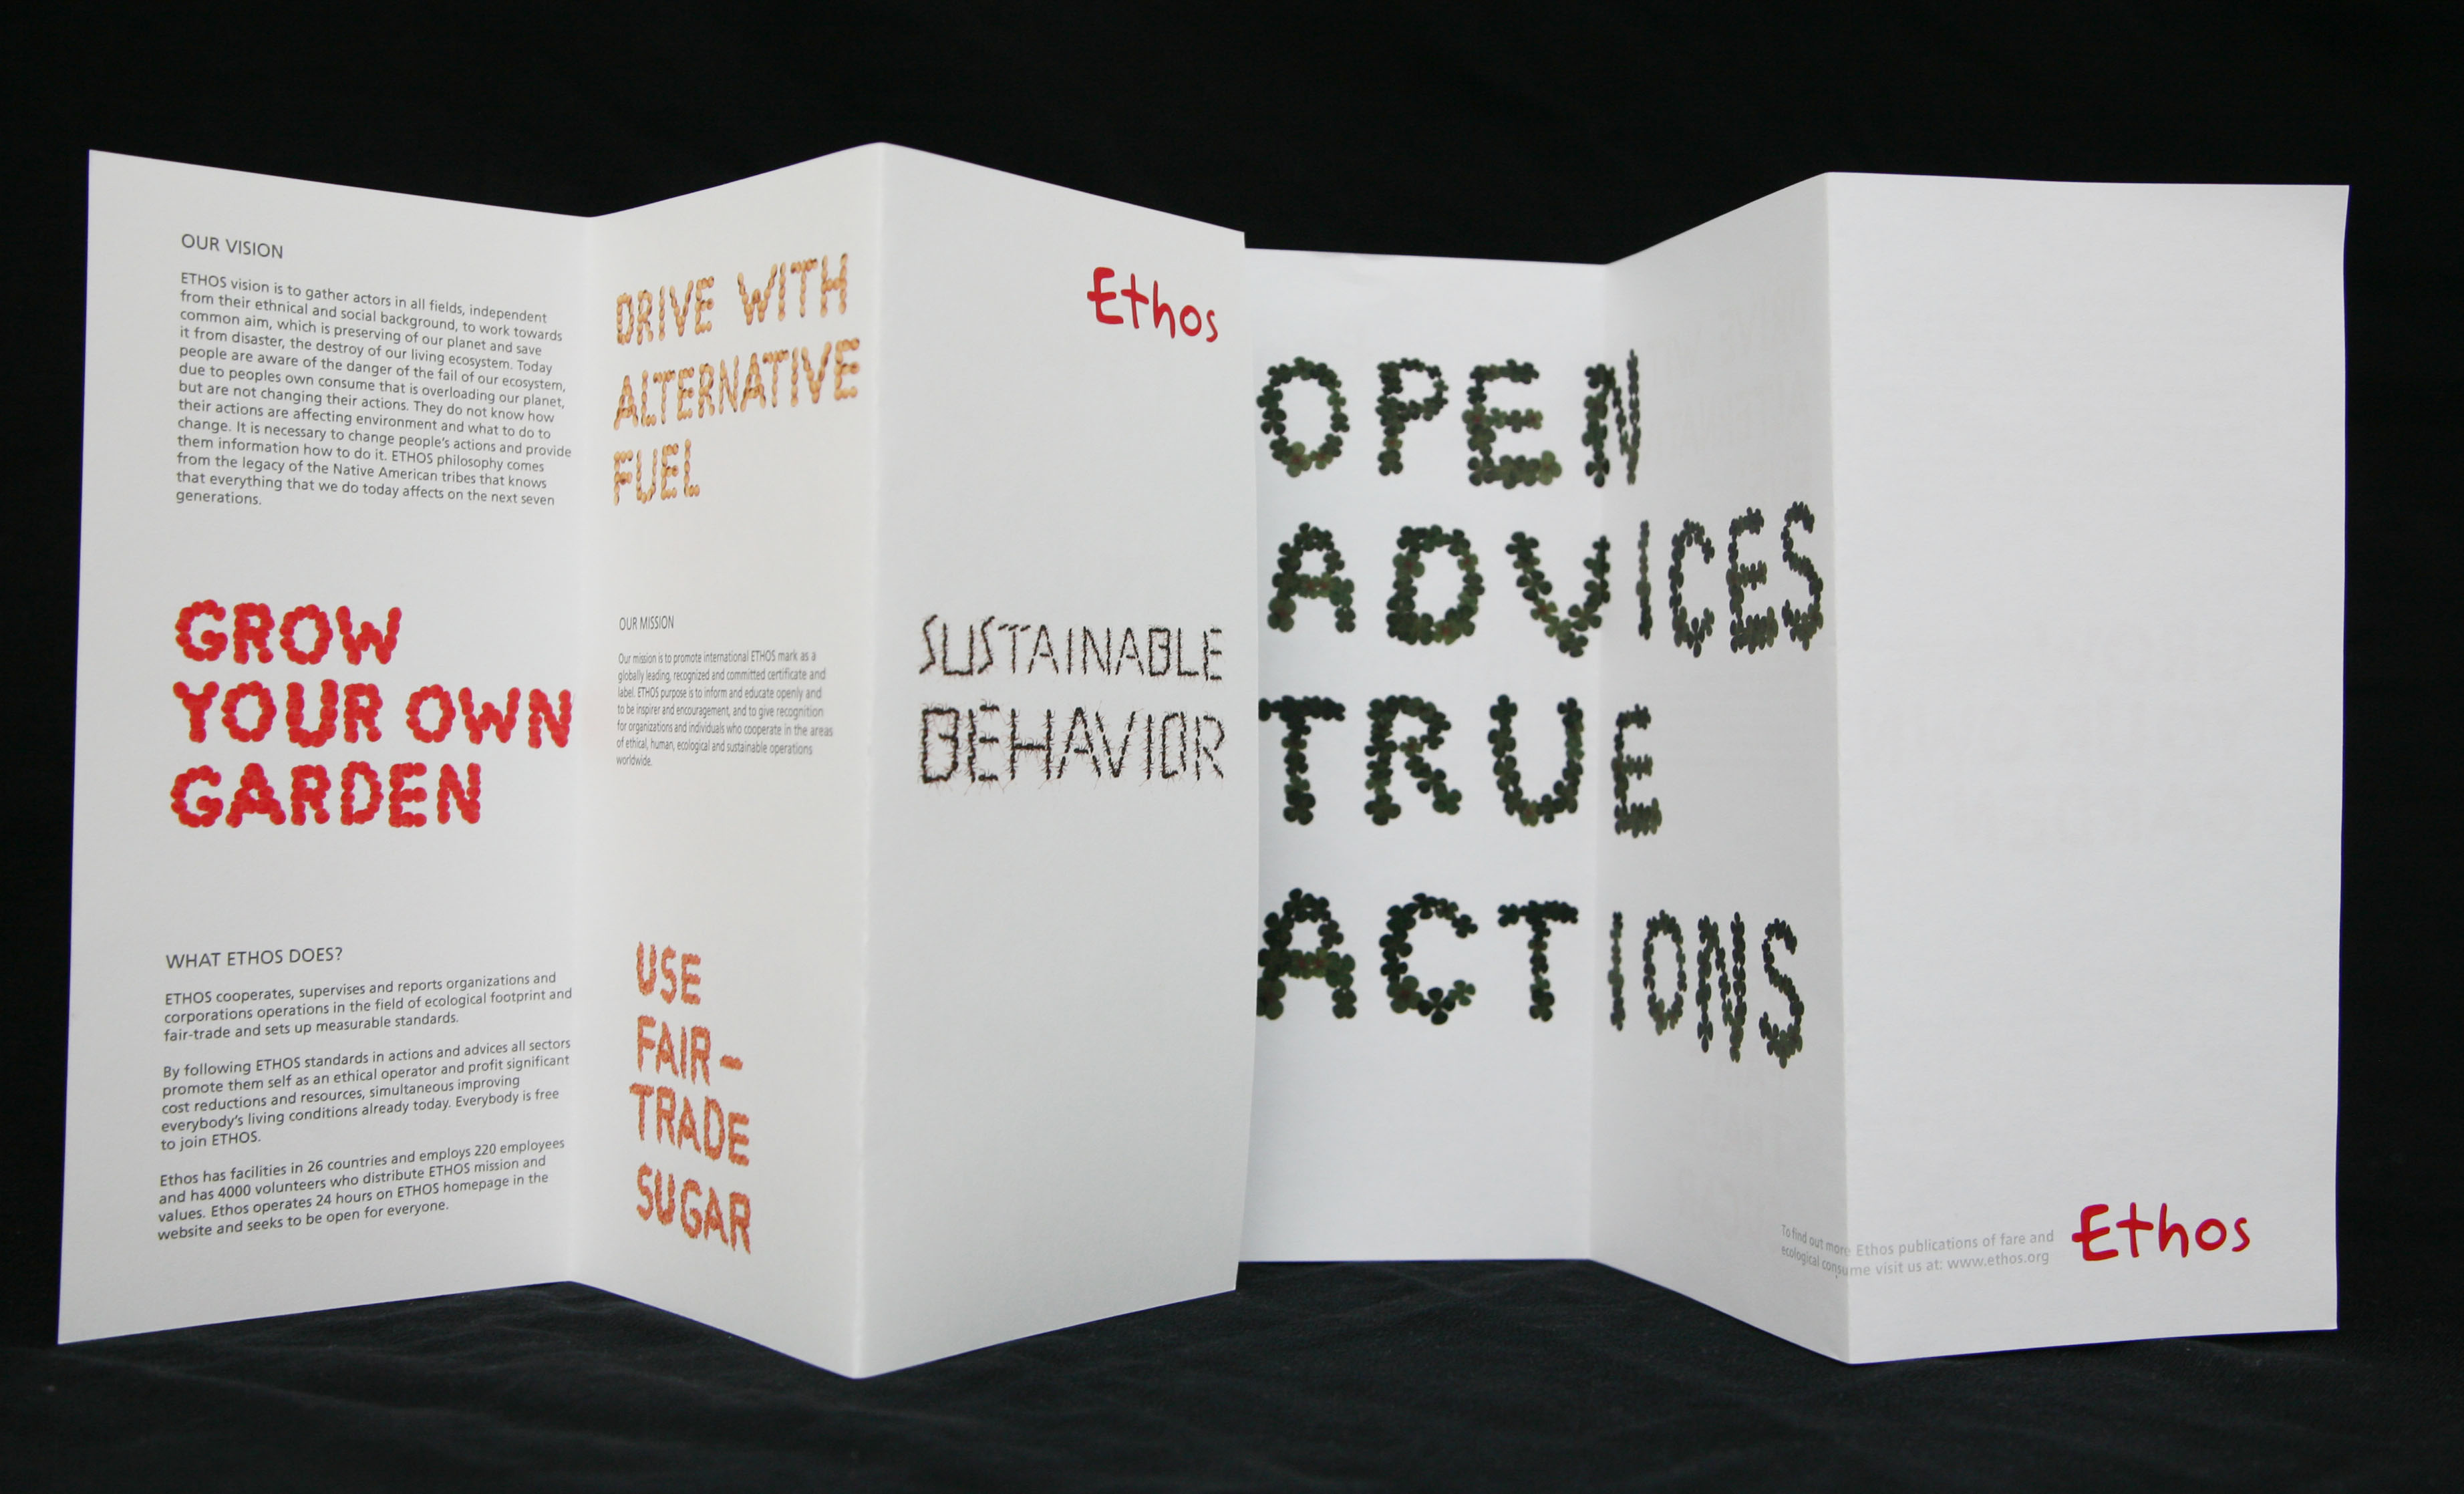 OUR VISION
ETHOS vision is to gather actors in all fields, independent
from their ethnical and social background, to work towards
common aim, which is preserving of our planet and save
it from disaster, the destroy of our living ecosystem. Today
people are aware of the danger of the fail of our ecosystem,
due to peoples own consume that is overloading our planet,
but are not changing their actions. They do not know how
their actions are affecting environment and what to do to
change. It is necessary to change people's actions and provide
them information how to do it. ETHOS philosophy comes
from the legacy of the Native American tribes that knows
that everything that we do today affects on the next seven
generations.
GROW
YOUR OWN
GARDEN
WHAT ETHOS DOES?
ETHOS cooperates, supervises and reports organizations and
corporations operations in the field of ecological footprint and
fair-trade and sets up measurable standards.
By following ETHOS standards in actions and advices all sectors
promote them self as an ethical operator and profit significant
cost reductions and resources, simultaneous improving
everybody's living conditions already today. Everybody is free
to join ETHOS.
Ethos has facilities in 26 countries and employs 220 employees
and has 4000 volunteers who distribute ETHOS mission and
values. Ethos operates 24 hours on ETHOS homepage in the
website and seeks to be open for everyone.
DRIVE WITH
ALTERNATIVE
FUEL
OUR MISSION
Our mission is to promote international ETHOS mark as a
globally leading, recognized and committed certificate and
label. ETHOS purpose is to inform and educate openly and
to be inspirer and encouragement, and to give recognition
for organizations and individuals who cooperate in the areas
of ethical, human, ecological and sustainable operations
worldwide.
USE
FAIR-
TRADE
SUGAR
Ethos
SUSTAINABLE
BEHAVIOR
OPEN
ADVICES
TRUE
ACTIONS
To find out more Ethos publications of fare and
ecological consume visit us at: www.ethos.org
Ethos